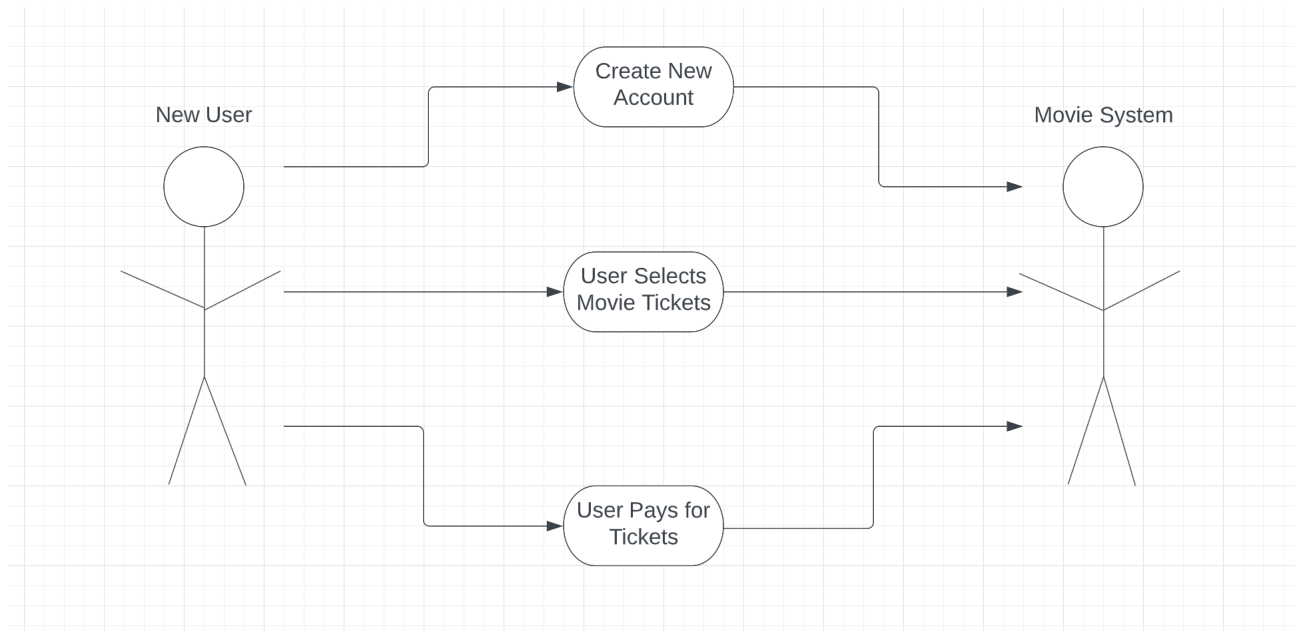 Create New
Account
New User
Movie System
User Selects
Movie Tickets
User Pays for
Tickets